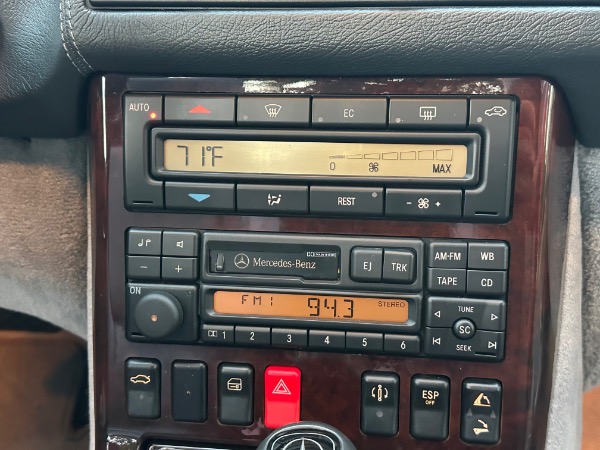 AUTO EC
71°F 0 MAX
REST - +
AM-FM WB
Mercedes-Benz EJ TRK
- + TAPE CD
ON FM1 94.3 STEREO TUNE
SC
1 2 3 4 5 6 SEEK
ESP
OFF